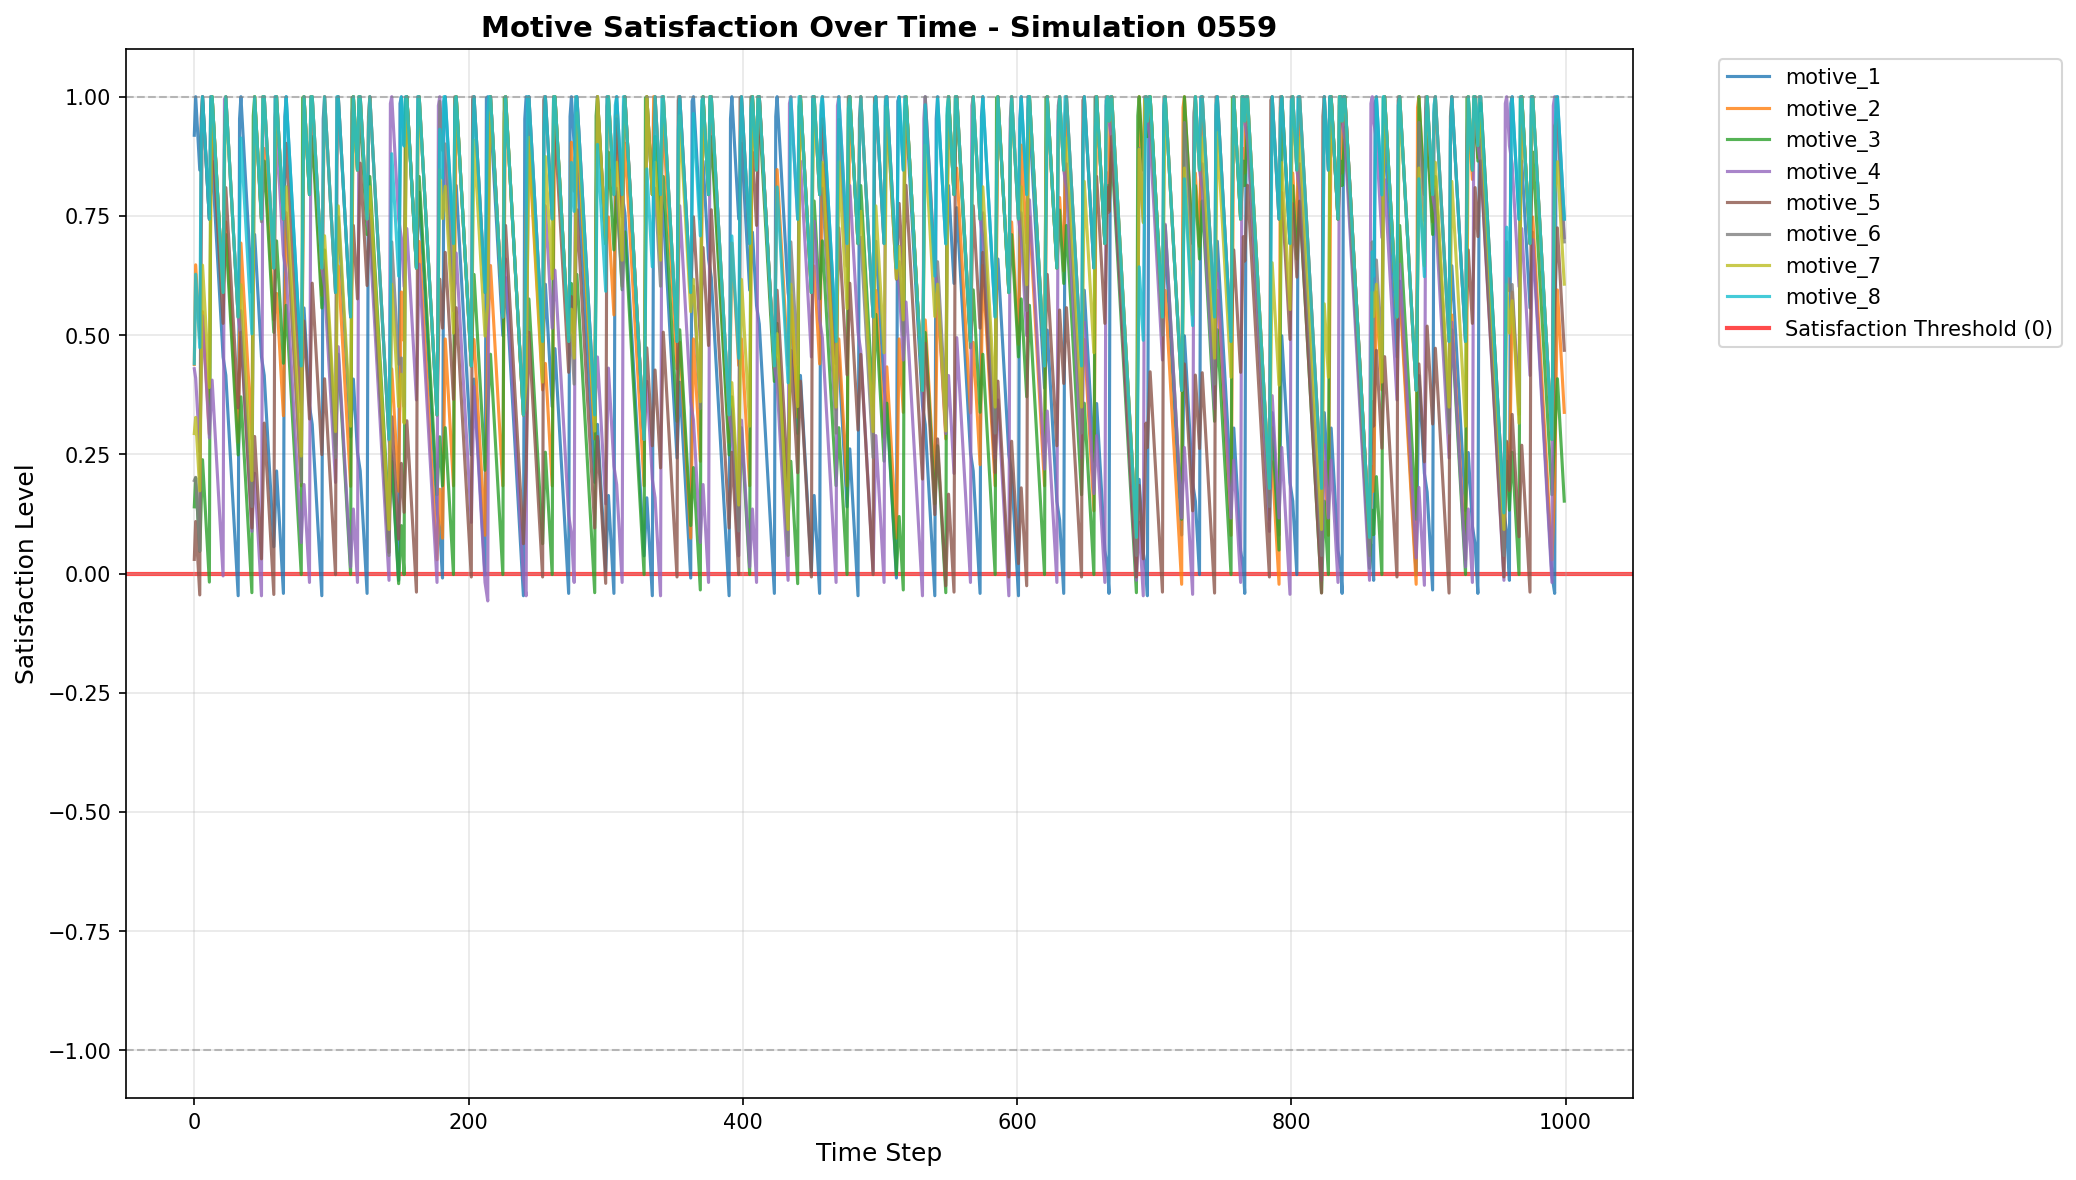 Motive Satisfaction Over Time - Simulation 0559
Satisfaction Level
1.00
0.75
0.50
0.25
0.00
−0.25
−0.50
−0.75
−1.00
0
200
400
600
800
1000
Time Step
motive_1
motive_2
motive_3
motive_4
motive_5
motive_6
motive_7
motive_8
Satisfaction Threshold (0)